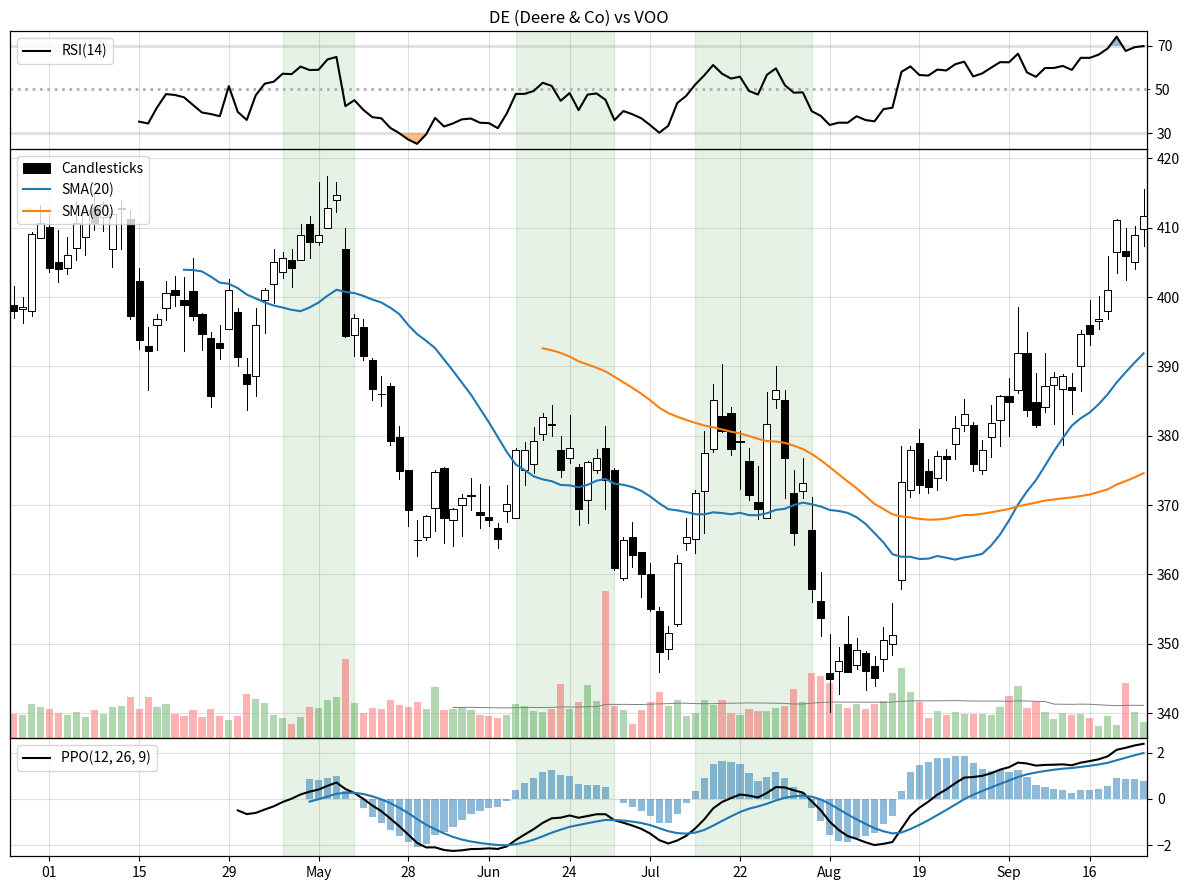 DE (Deere & Co) vs VOO
RSI(14)
70
50
30
Candlesticks
SMA(20)
SMA(60)
420
410
400
390
380
370
360
350
340
PPO(12, 26, 9)
2
0
−2
01 15 29 May 28 Jun 24 Jul 22 Aug 19 Sep 16